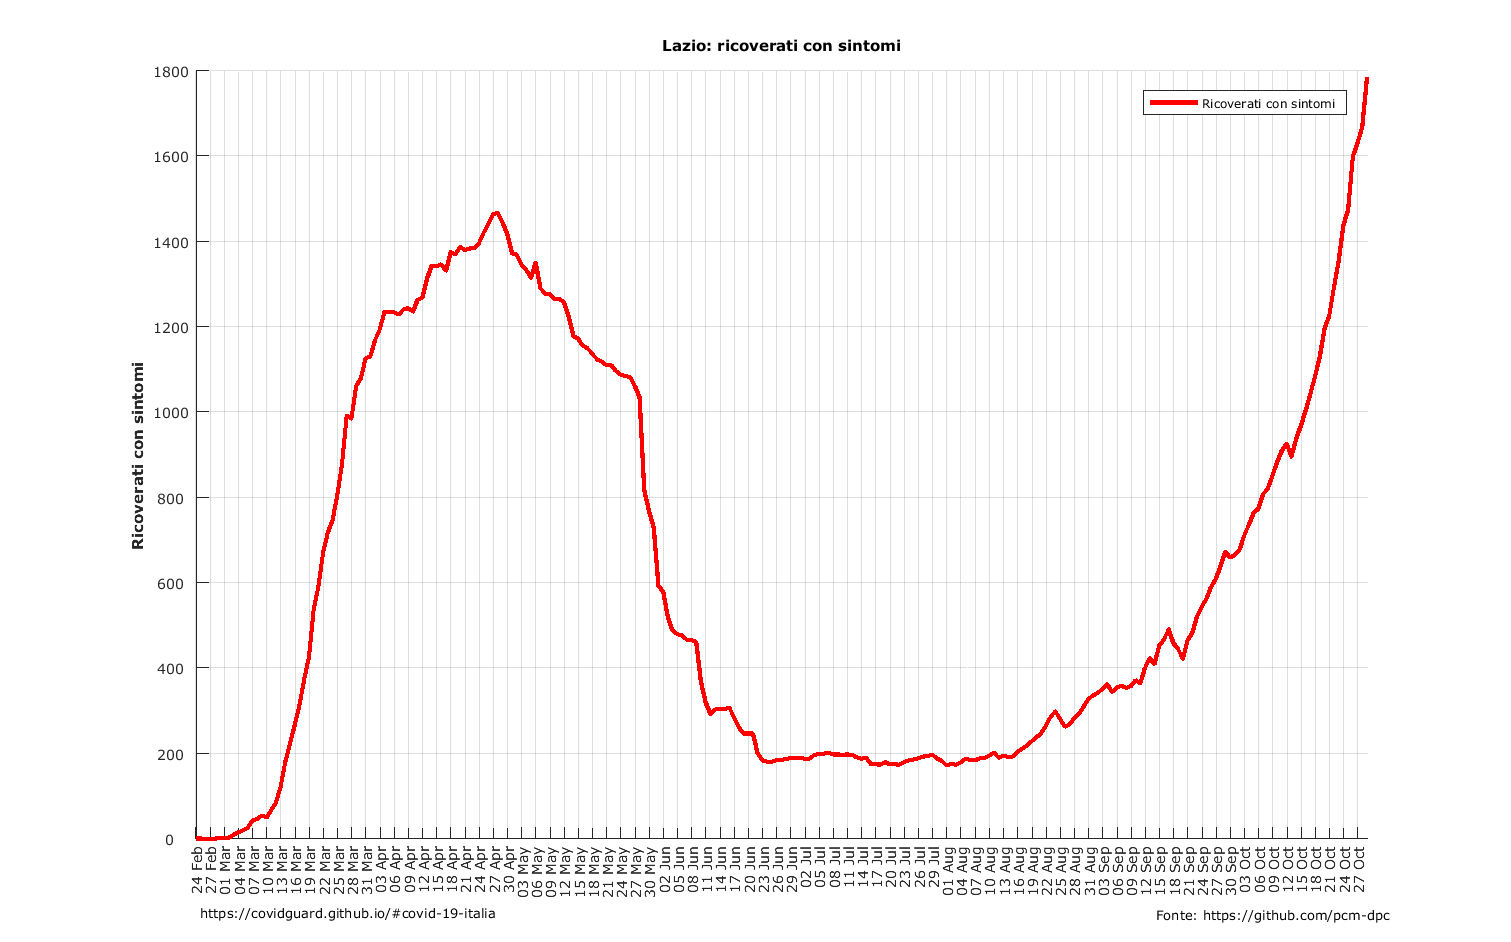 Lazio: ricoverati con sintomi
Ricoverati con sintomi
1800
1600
1400
1200
1000
800
600
400
200
0
Ricoverati con sintomi
24 Feb
27 Feb
01 Mar
04 Mar
07 Mar
10 Mar
13 Mar
16 Mar
19 Mar
22 Mar
25 Mar
28 Mar
31 Mar
03 Apr
06 Apr
09 Apr
12 Apr
15 Apr
18 Apr
21 Apr
24 Apr
27 Apr
30 Apr
03 May
06 May
09 May
12 May
15 May
18 May
21 May
24 May
27 May
30 May
02 Jun
05 Jun
08 Jun
11 Jun
14 Jun
17 Jun
20 Jun
23 Jun
26 Jun
29 Jun
02 Jul
05 Jul
08 Jul
11 Jul
14 Jul
17 Jul
20 Jul
23 Jul
26 Jul
29 Jul
01 Aug
04 Aug
07 Aug
10 Aug
13 Aug
16 Aug
19 Aug
22 Aug
25 Aug
28 Aug
31 Aug
03 Sep
06 Sep
09 Sep
12 Sep
15 Sep
18 Sep
21 Sep
24 Sep
27 Sep
30 Sep
03 Oct
06 Oct
09 Oct
12 Oct
15 Oct
18 Oct
21 Oct
24 Oct
27 Oct
https://covidguard.github.io/#covid-19-italia
Fonte: https://github.com/pcm-dpc